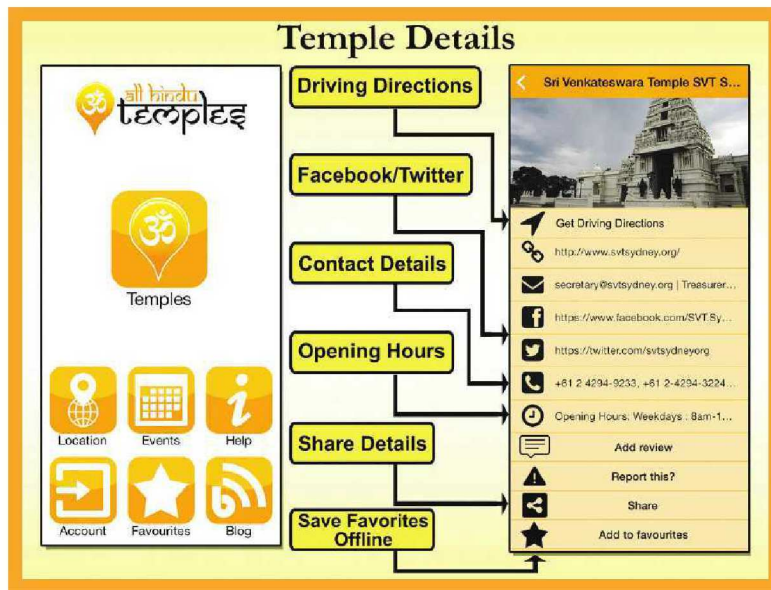 Temple Details
ॐ all hindu
temples
ॐ
Temples
Location
Events
Help
Account
Favourites
Blog
Driving Directions
Facebook/Twitter
Contact Details
Opening Hours
Share Details
Save Favorites
Offline
Sri Venkateswara Temple SVT S...
Get Driving Directions
http://www.svtsydney.org/
secretary@svtsydney.org | Treasurer...
https://www.facebook.com/SVT.Sy...
https://twitter.com/svtsydneyorg
+61 2 4294-9233, +61 2-4294-3224...
Opening Hours: Weekdays : 8am-1...
Add review
Report this?
Share
Add to favourites